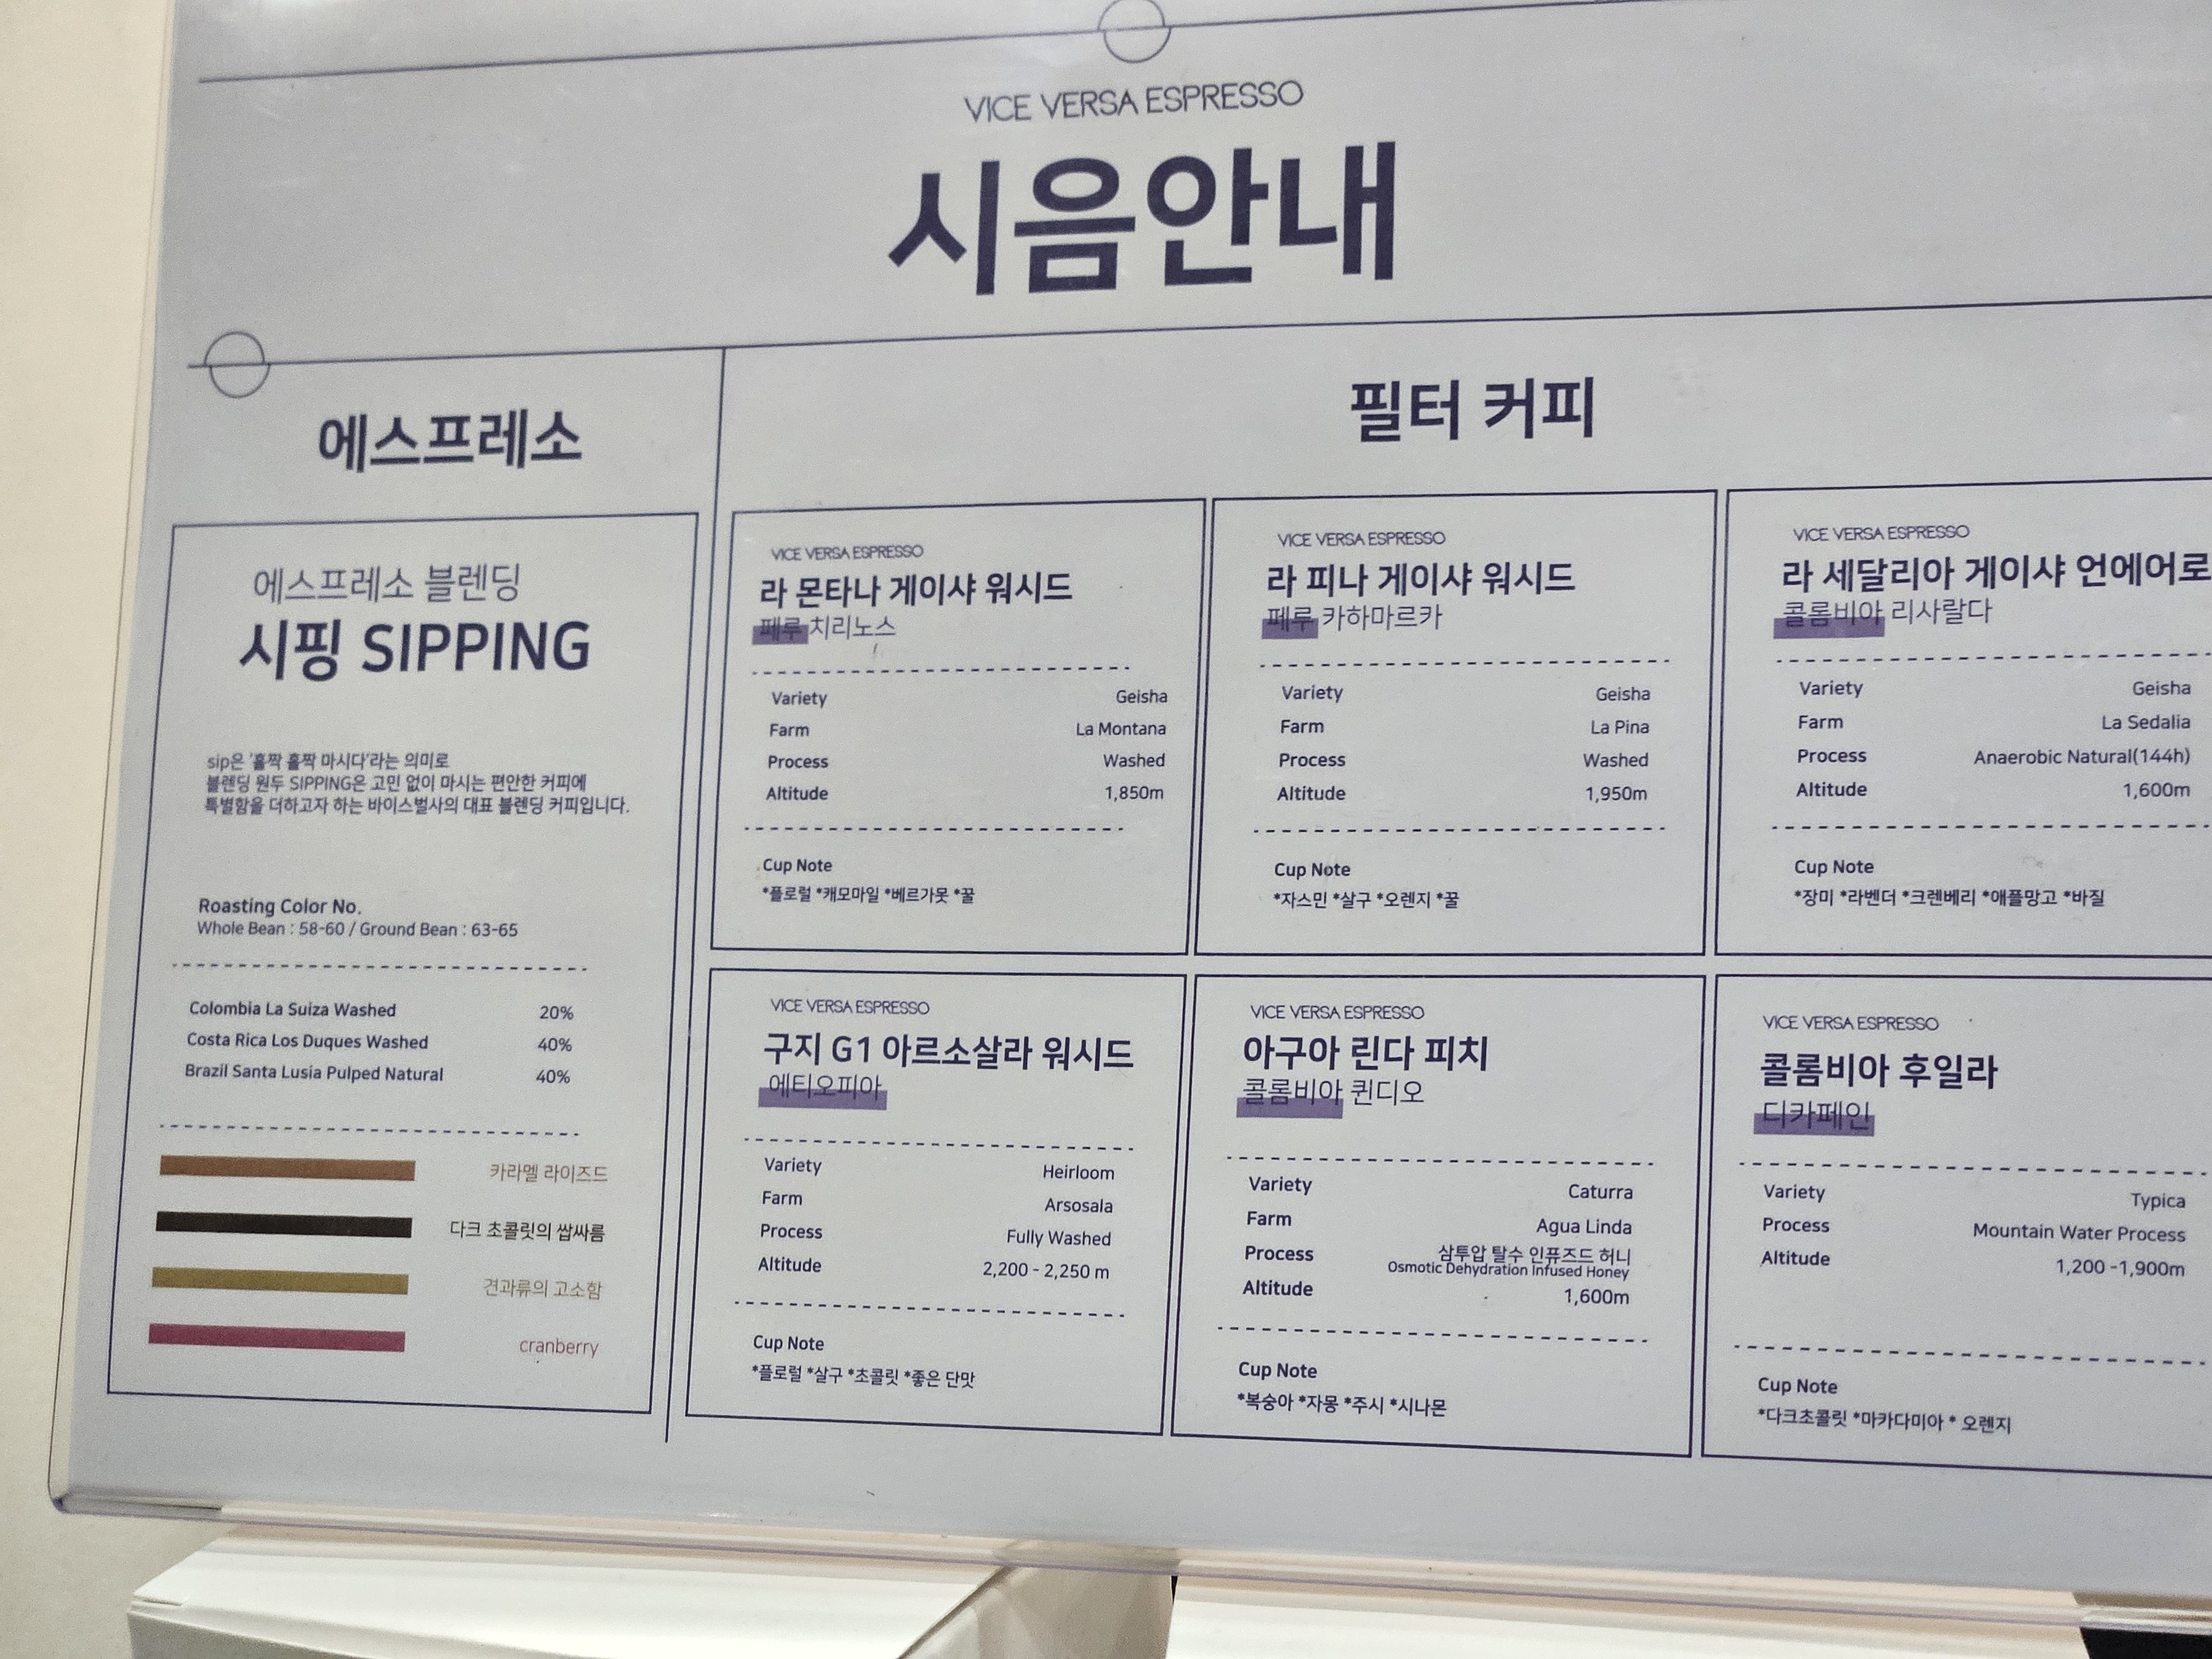 VICE VERSA ESPRESSO
시음안내
에스프레소
에스프레소 블렌딩
시핑 SIPPING
sip은 '홀짝 홀짝 마시다'라는 의미로
블렌딩 원두 SIPPING은 고민 없이 마시는 편안한 커피에
특별함을 더하고자 하는 바이스벌사의 대표 블렌딩 커피입니다.
Roasting Color No.
Whole Bean : 58-60 / Ground Bean : 63-65
Colombia La Suiza Washed 20%
Costa Rica Los Duques Washed 40%
Brazil Santa Lusia Pulped Natural 40%
카라멜 라이즈드
다크 초콜릿의 쌉싸름
견과류의 고소함
cranberry
필터 커피
VICE VERSA ESPRESSO
라 몬타나 게이샤 워시드
페루 치리노스
Variety Geisha
Farm La Montana
Process Washed
Altitude 1,850m
Cup Note
*플로럴 *캐모마일 *베르가못 *꿀
VICE VERSA ESPRESSO
라 피나 게이샤 워시드
페루 카하마르카
Variety Geisha
Farm La Pina
Process Washed
Altitude 1,950m
Cup Note
*자스민 *살구 *오렌지 *꿀
VICE VERSA ESPRESSO
라 세달리아 게이샤 언에어로
콜롬비아 리사랄다
Variety Geisha
Farm La Sedalia
Process Anaerobic Natural(144h)
Altitude 1,600m
Cup Note
*장미 *라벤더 *크렌베리 *애플망고 *바질
VICE VERSA ESPRESSO
구지 G1 아르소살라 워시드
에티오피아
Variety Heirloom
Farm Arsosala
Process Fully Washed
Altitude 2,200 - 2,250 m
Cup Note
*플로럴 *살구 *초콜릿 *좋은 단맛
VICE VERSA ESPRESSO
아구아 린다 피치
콜롬비아 퀸디오
Variety Caturra
Farm Agua Linda
Process 삼투압 탈수 인퓨즈드 허니
Osmotic Dehydration Infused Honey
Altitude 1,600m
Cup Note
*복숭아 *자몽 *주시 *시나몬
VICE VERSA ESPRESSO
콜롬비아 후일라
디카페인
Variety Typica
Process Mountain Water Process
Altitude 1,200 -1,900m
Cup Note
*다크초콜릿 *마카다미아 * 오렌지